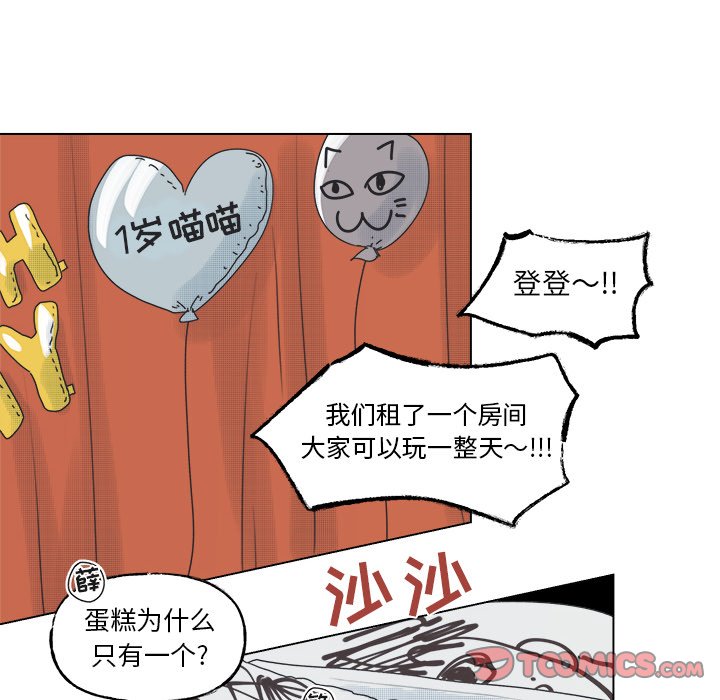 H
Y
1岁喵喵
登登～!!
我们租了一个房间
大家可以玩一整天～!!!
沙沙
薛
蛋糕为什么
只有一个?
TOOMICS.COM